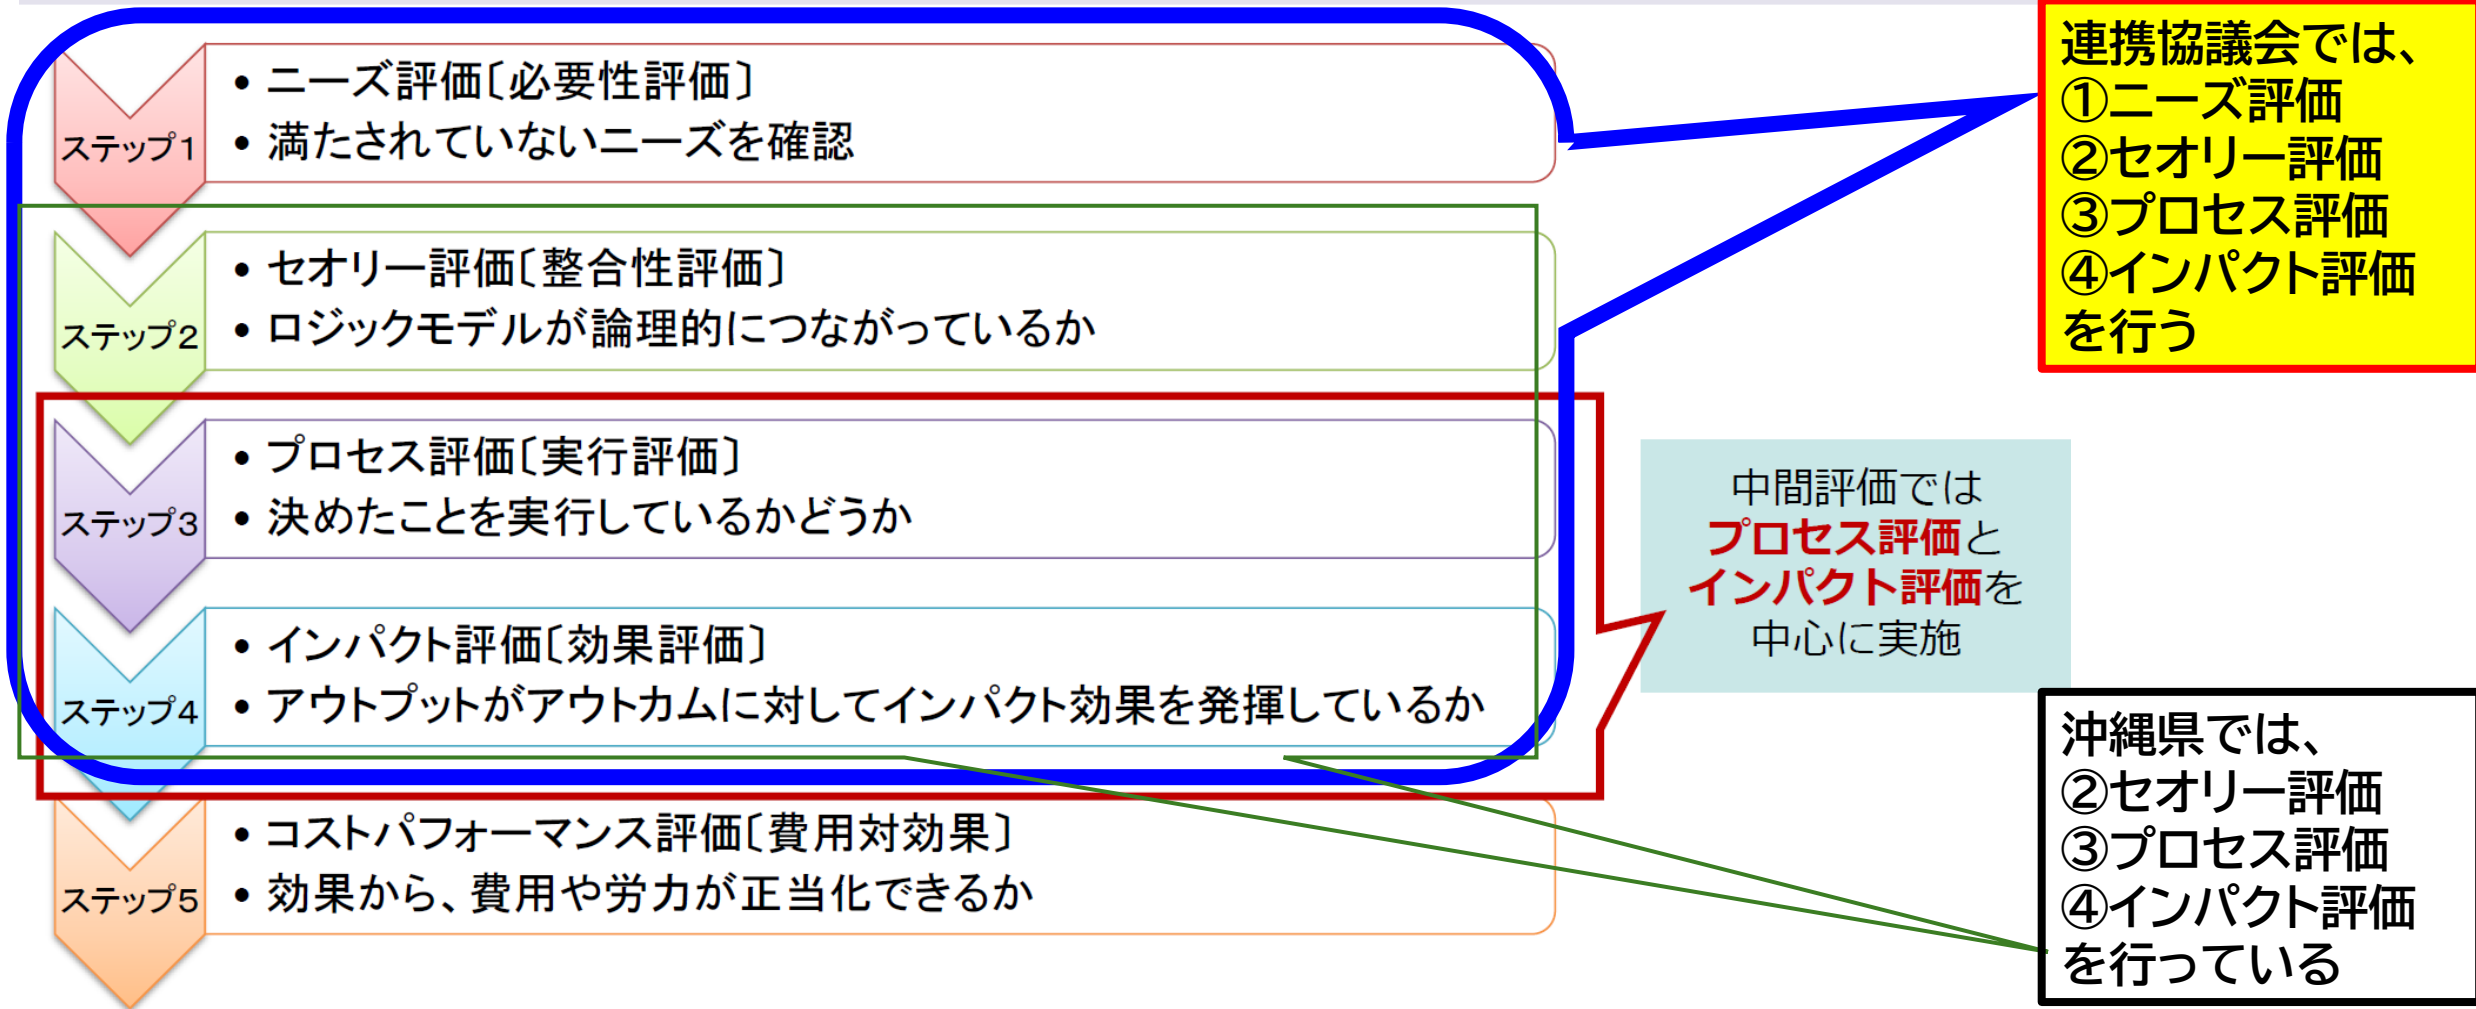 ステップ1
• ニーズ評価〔必要性評価〕
• 満たされていないニーズを確認
ステップ2
• セオリー評価〔整合性評価〕
• ロジックモデルが論理的につながっているか
ステップ3
• プロセス評価〔実行評価〕
• 決めたことを実行しているかどうか
ステップ4
• インパクト評価〔効果評価〕
• アウトプットがアウトカムに対してインパクト効果を発揮しているか
ステップ5
• コストパフォーマンス評価〔費用対効果〕
• 効果から、費用や労力が正当化できるか
連携協議会では、
①ニーズ評価
②セオリー評価
③プロセス評価
④インパクト評価
を行う
中間評価では
プロセス評価と
インパクト評価を
中心に実施
沖縄県では、
②セオリー評価
③プロセス評価
④インパクト評価
を行っている